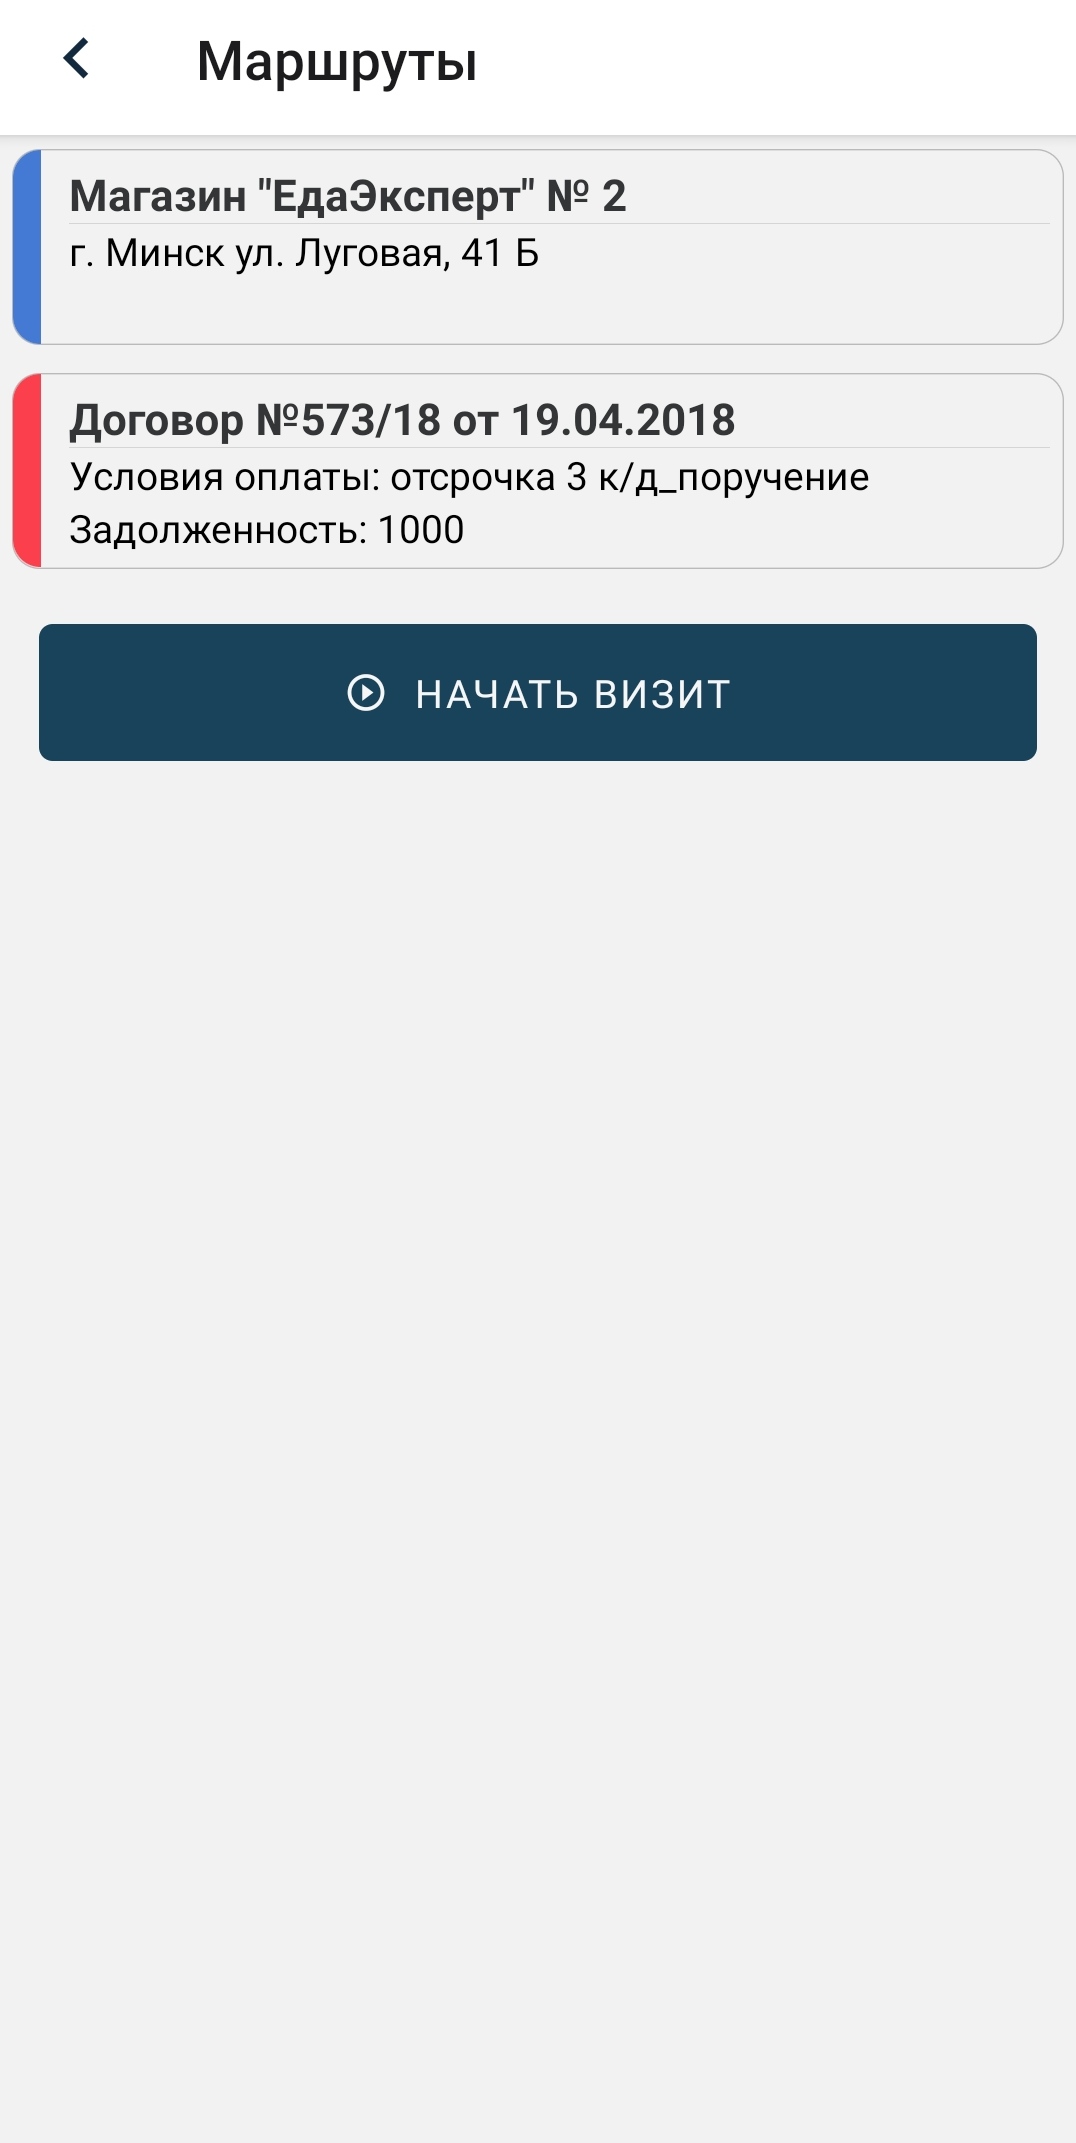 Маршруты
Магазин "ЕдаЭксперт" № 2
г. Минск ул. Луговая, 41 Б
Договор №573/18 от 19.04.2018
Условия оплаты: отсрочка 3 к/д_поручение
Задолженность: 1000
НАЧАТЬ ВИЗИТ